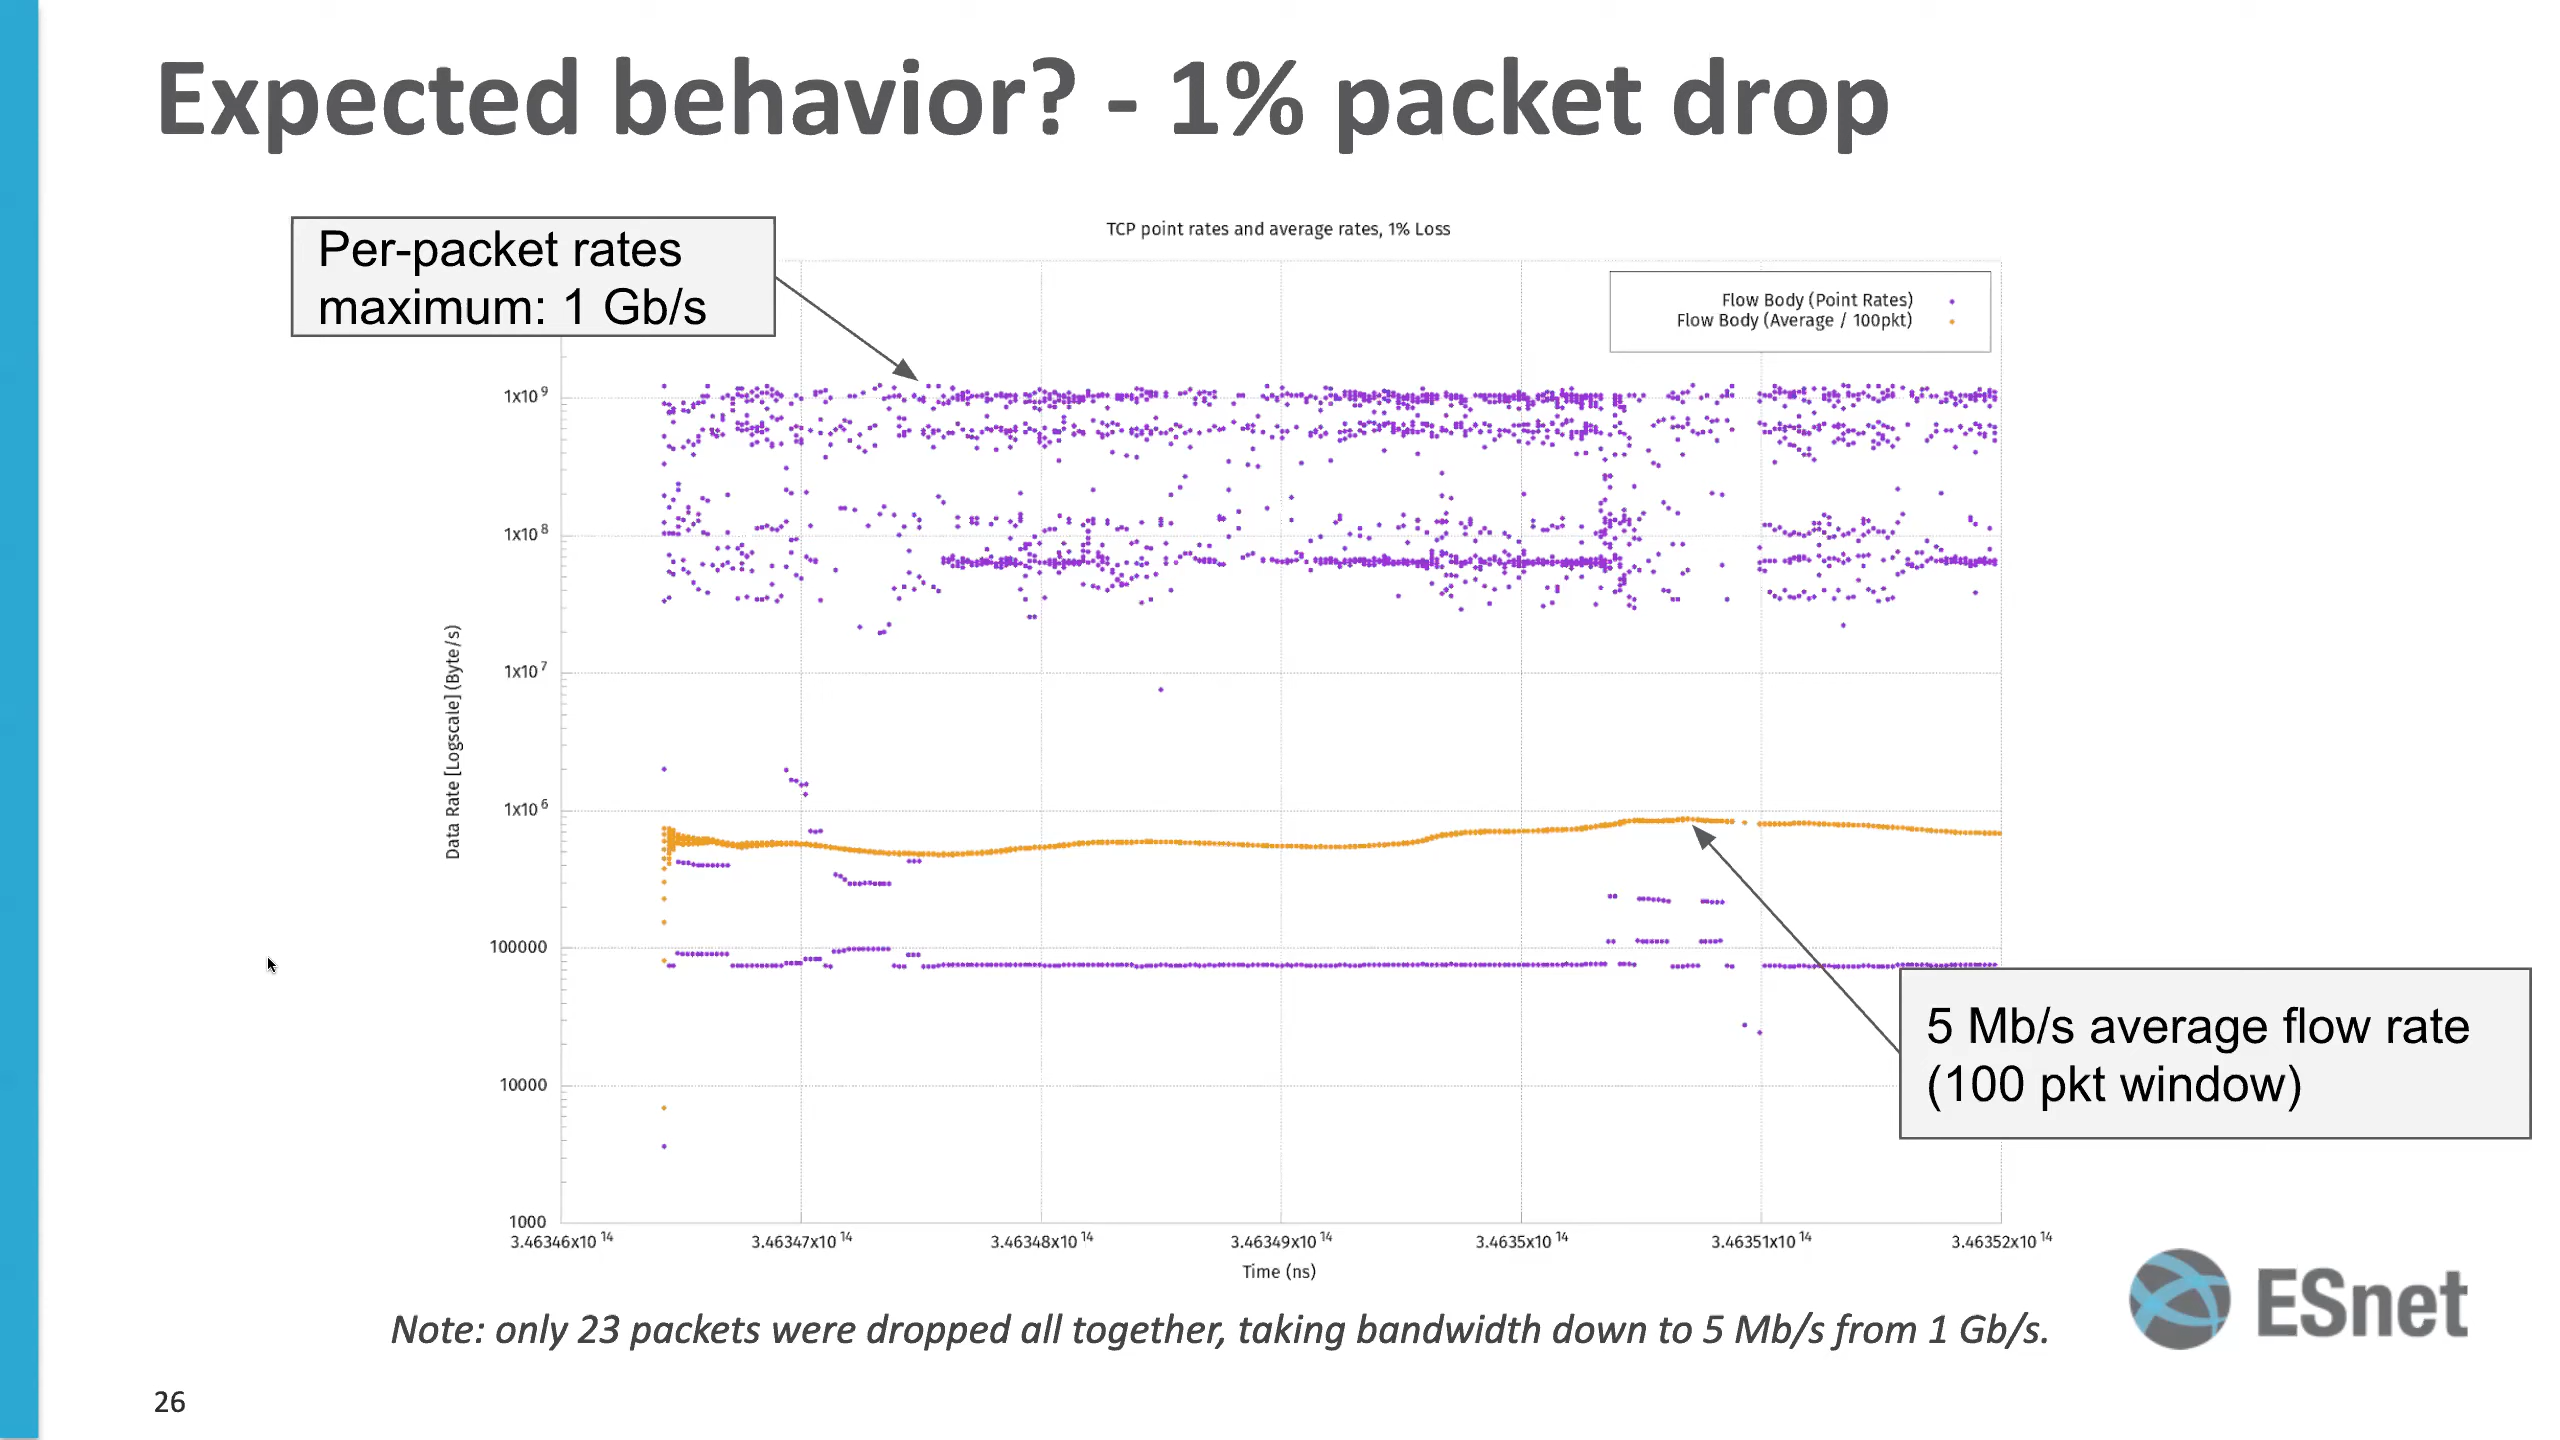 Expected behavior? - 1% packet drop
Per-packet rates
maximum: 1 Gb/s
TCP point rates and average rates, 1% Loss
Flow Body (Point Rates)
Flow Body (Average / 100pkt)
Data Rate [Logscale] (Byte/s)
1x10⁹
1x10⁸
1x10⁷
1x10⁶
100000
10000
1000
3.46346x10¹⁴
3.46347x10¹⁴
3.46348x10¹⁴
3.46349x10¹⁴
3.4635x10¹⁴
3.46351x10¹⁴
3.46352x10¹⁴
Time (ns)
5 Mb/s average flow rate
(100 pkt window)
Note: only 23 packets were dropped all together, taking bandwidth down to 5 Mb/s from 1 Gb/s.
ESnet
26